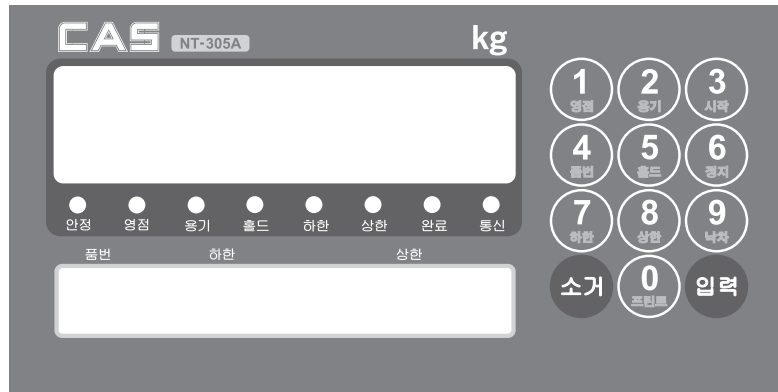 CAS NT-305A kg
안정 영점 용기 홀드 하한 상한 완료 통신
품번 하한 상한
1 2 3
영점 용기 시작
4 5 6
품번 홀드 정지
7 8 9
하한 상한 낙차
소거 0 입력
프린트